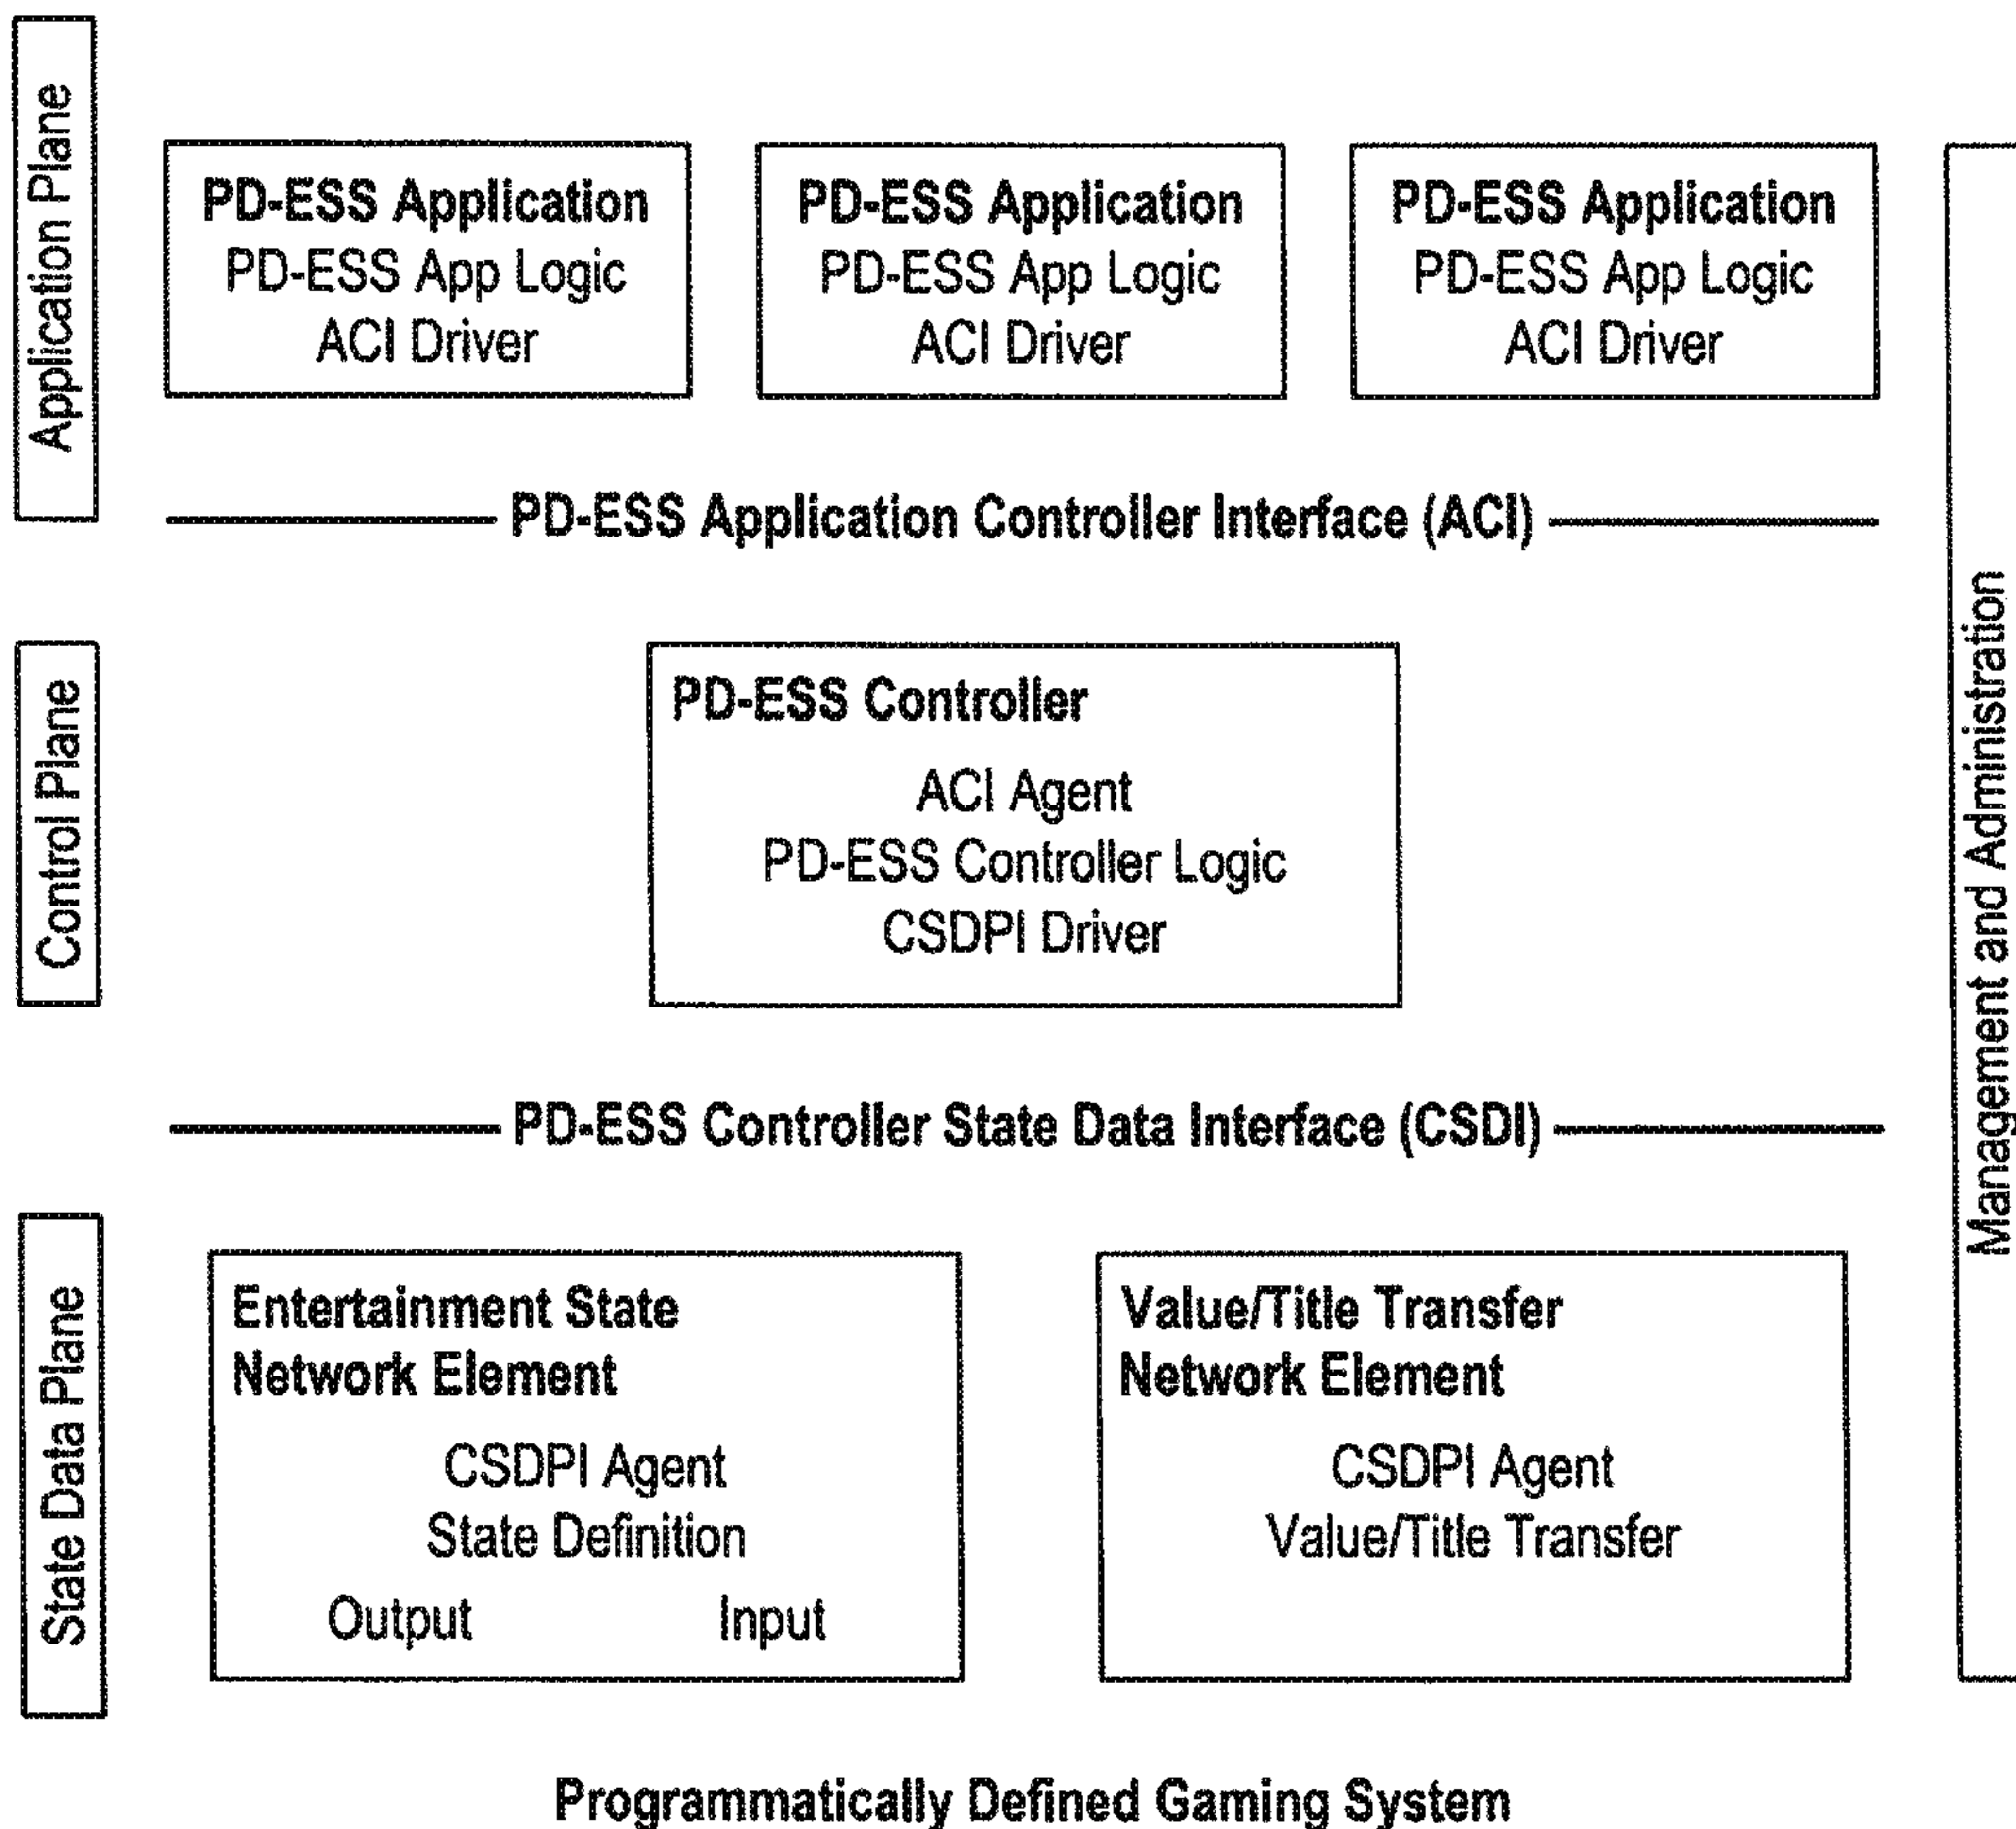 Application Plane
PD-ESS Application
PD-ESS App Logic
ACI Driver
PD-ESS Application
PD-ESS App Logic
ACI Driver
PD-ESS Application
PD-ESS App Logic
ACI Driver
PD-ESS Application Controller Interface (ACI)
Control Plane
PD-ESS Controller
ACI Agent
PD-ESS Controller Logic
CSDPI Driver
PD-ESS Controller State Data Interface (CSDI)
State Data Plane
Entertainment State
Network Element
CSDPI Agent
State Definition
Output Input
Value/Title Transfer
Network Element
CSDPI Agent
Value/Title Transfer
Management and Administration
Programmatically Defined Gaming System